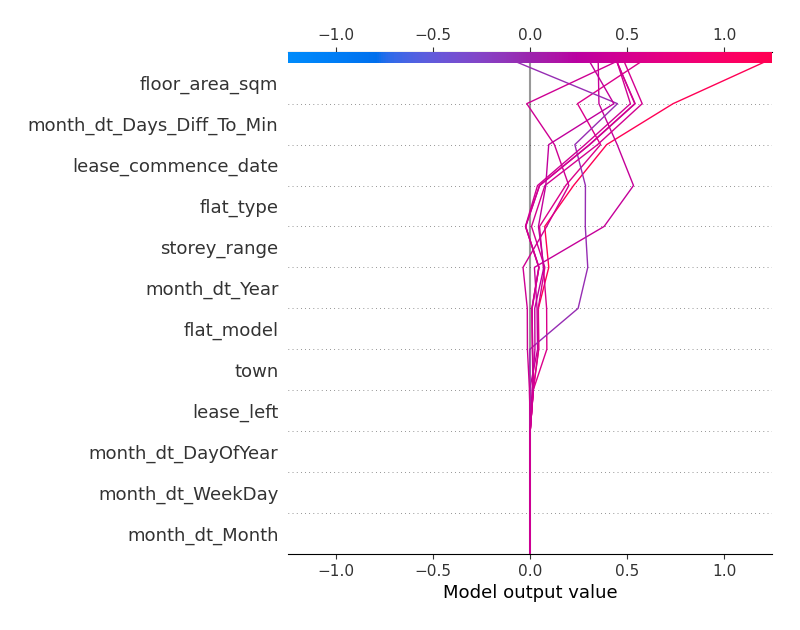 −1.0 −0.5 0.0 0.5 1.0
floor_area_sqm
month_dt_Days_Diff_To_Min
lease_commence_date
flat_type
storey_range
month_dt_Year
flat_model
town
lease_left
month_dt_DayOfYear
month_dt_WeekDay
month_dt_Month
−1.0 −0.5 0.0 0.5 1.0
Model output value